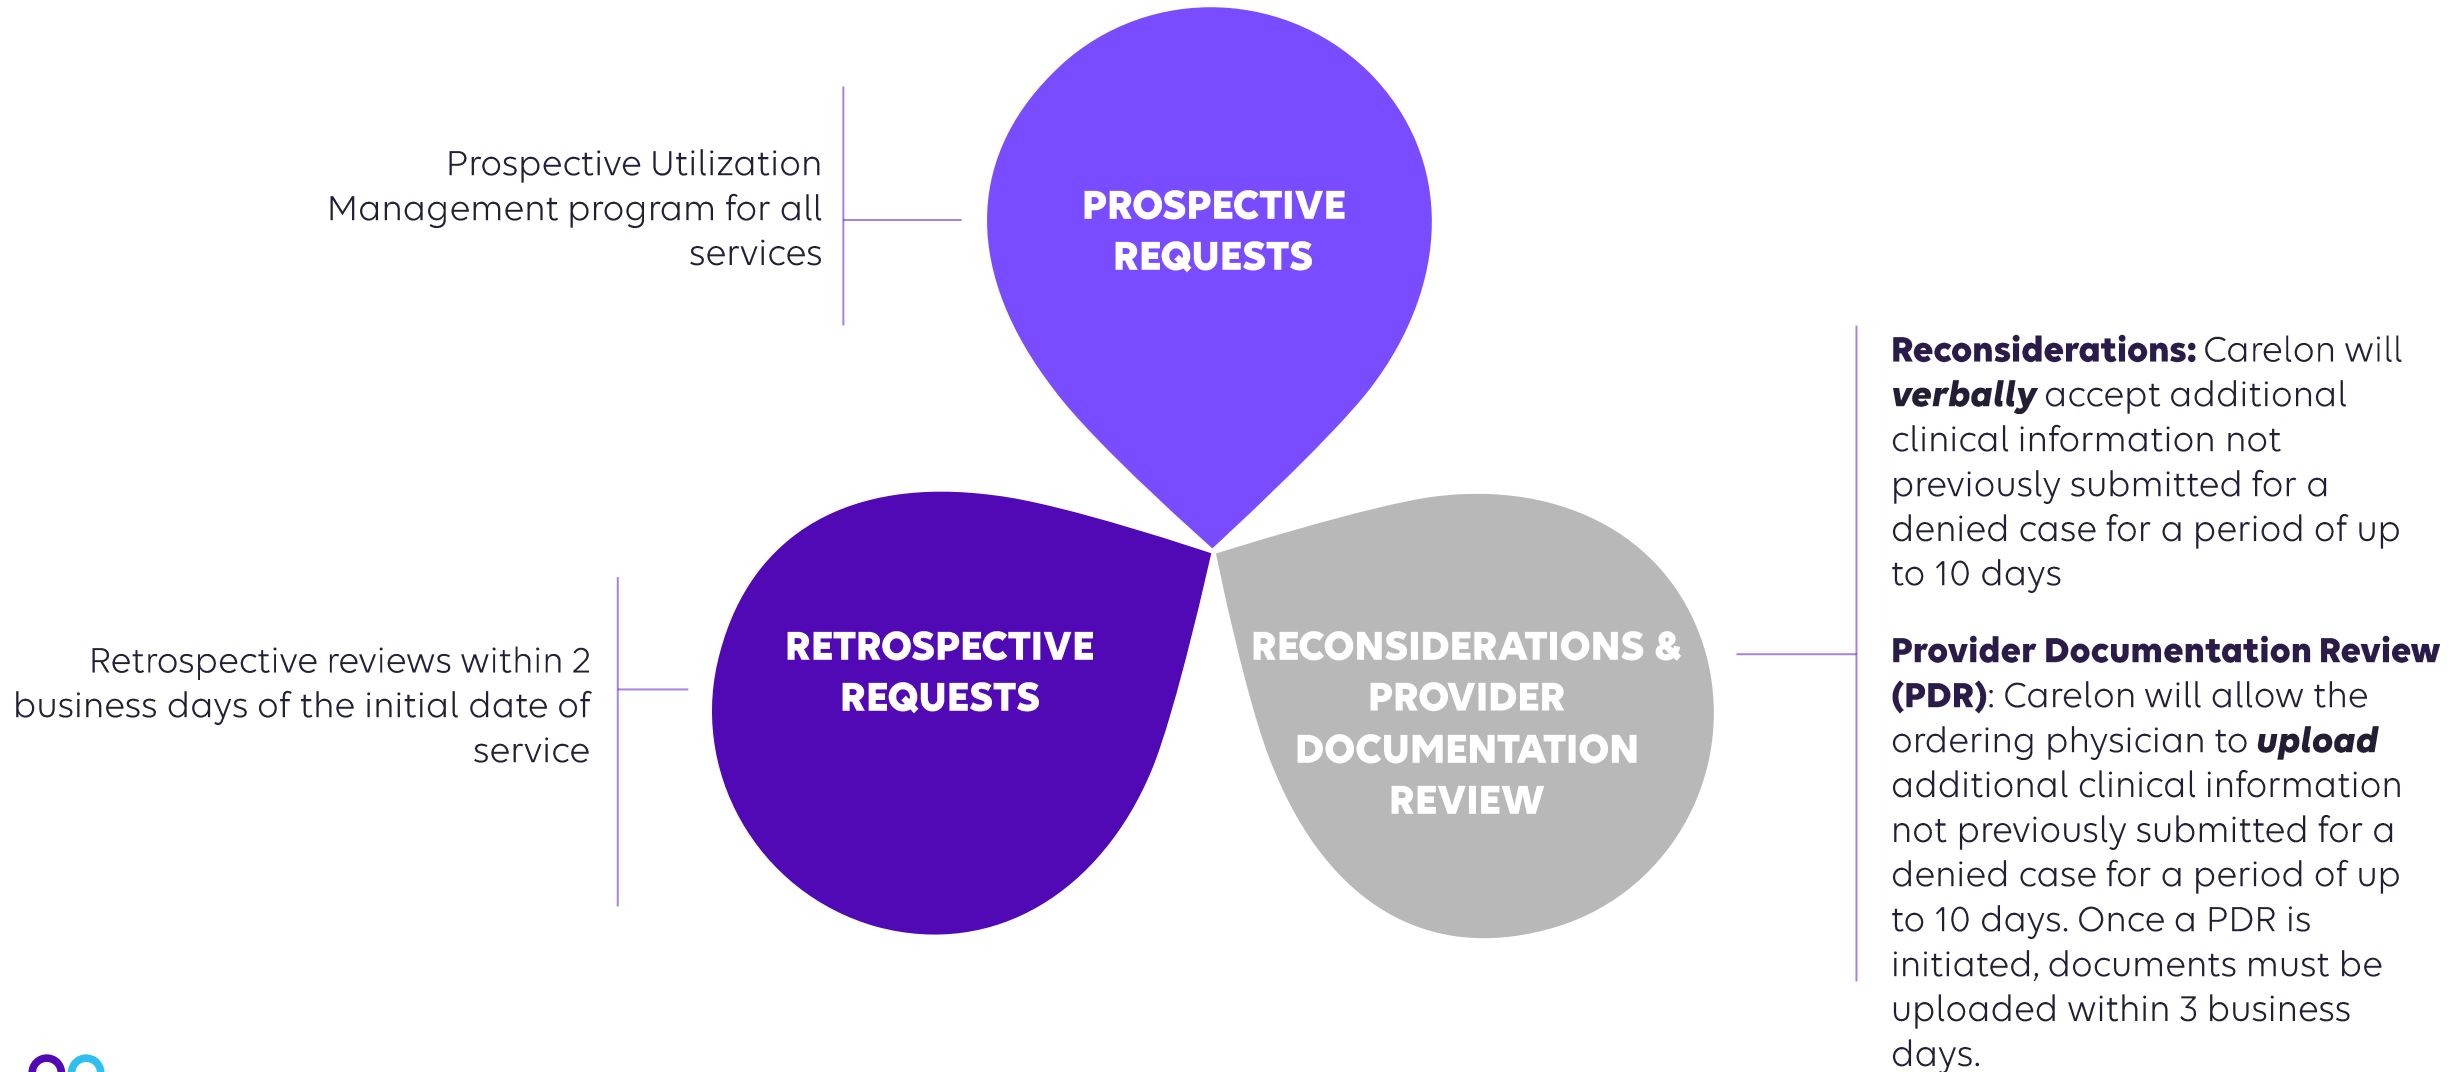 PROSPECTIVE
REQUESTS
Prospective Utilization
Management program for all
services
RETROSPECTIVE
REQUESTS
Retrospective reviews within 2
business days of the initial date of
service
RECONSIDERATIONS &
PROVIDER
DOCUMENTATION
REVIEW
Reconsiderations: Carelon will
verbally accept additional
clinical information not
previously submitted for a
denied case for a period of up
to 10 days
Provider Documentation Review
(PDR): Carelon will allow the
ordering physician to upload
additional clinical information
not previously submitted for a
denied case for a period of up
to 10 days. Once a PDR is
initiated, documents must be
uploaded within 3 business
days.